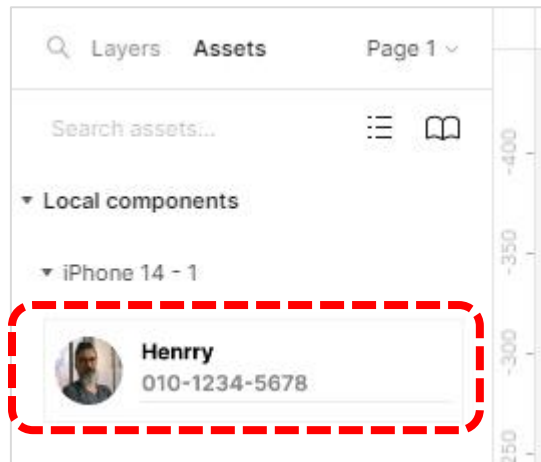 Layers Assets Page 1
Search assets...
Local components
iPhone 14 - 1
Henrry
010-1234-5678
-400
-350
-300
250